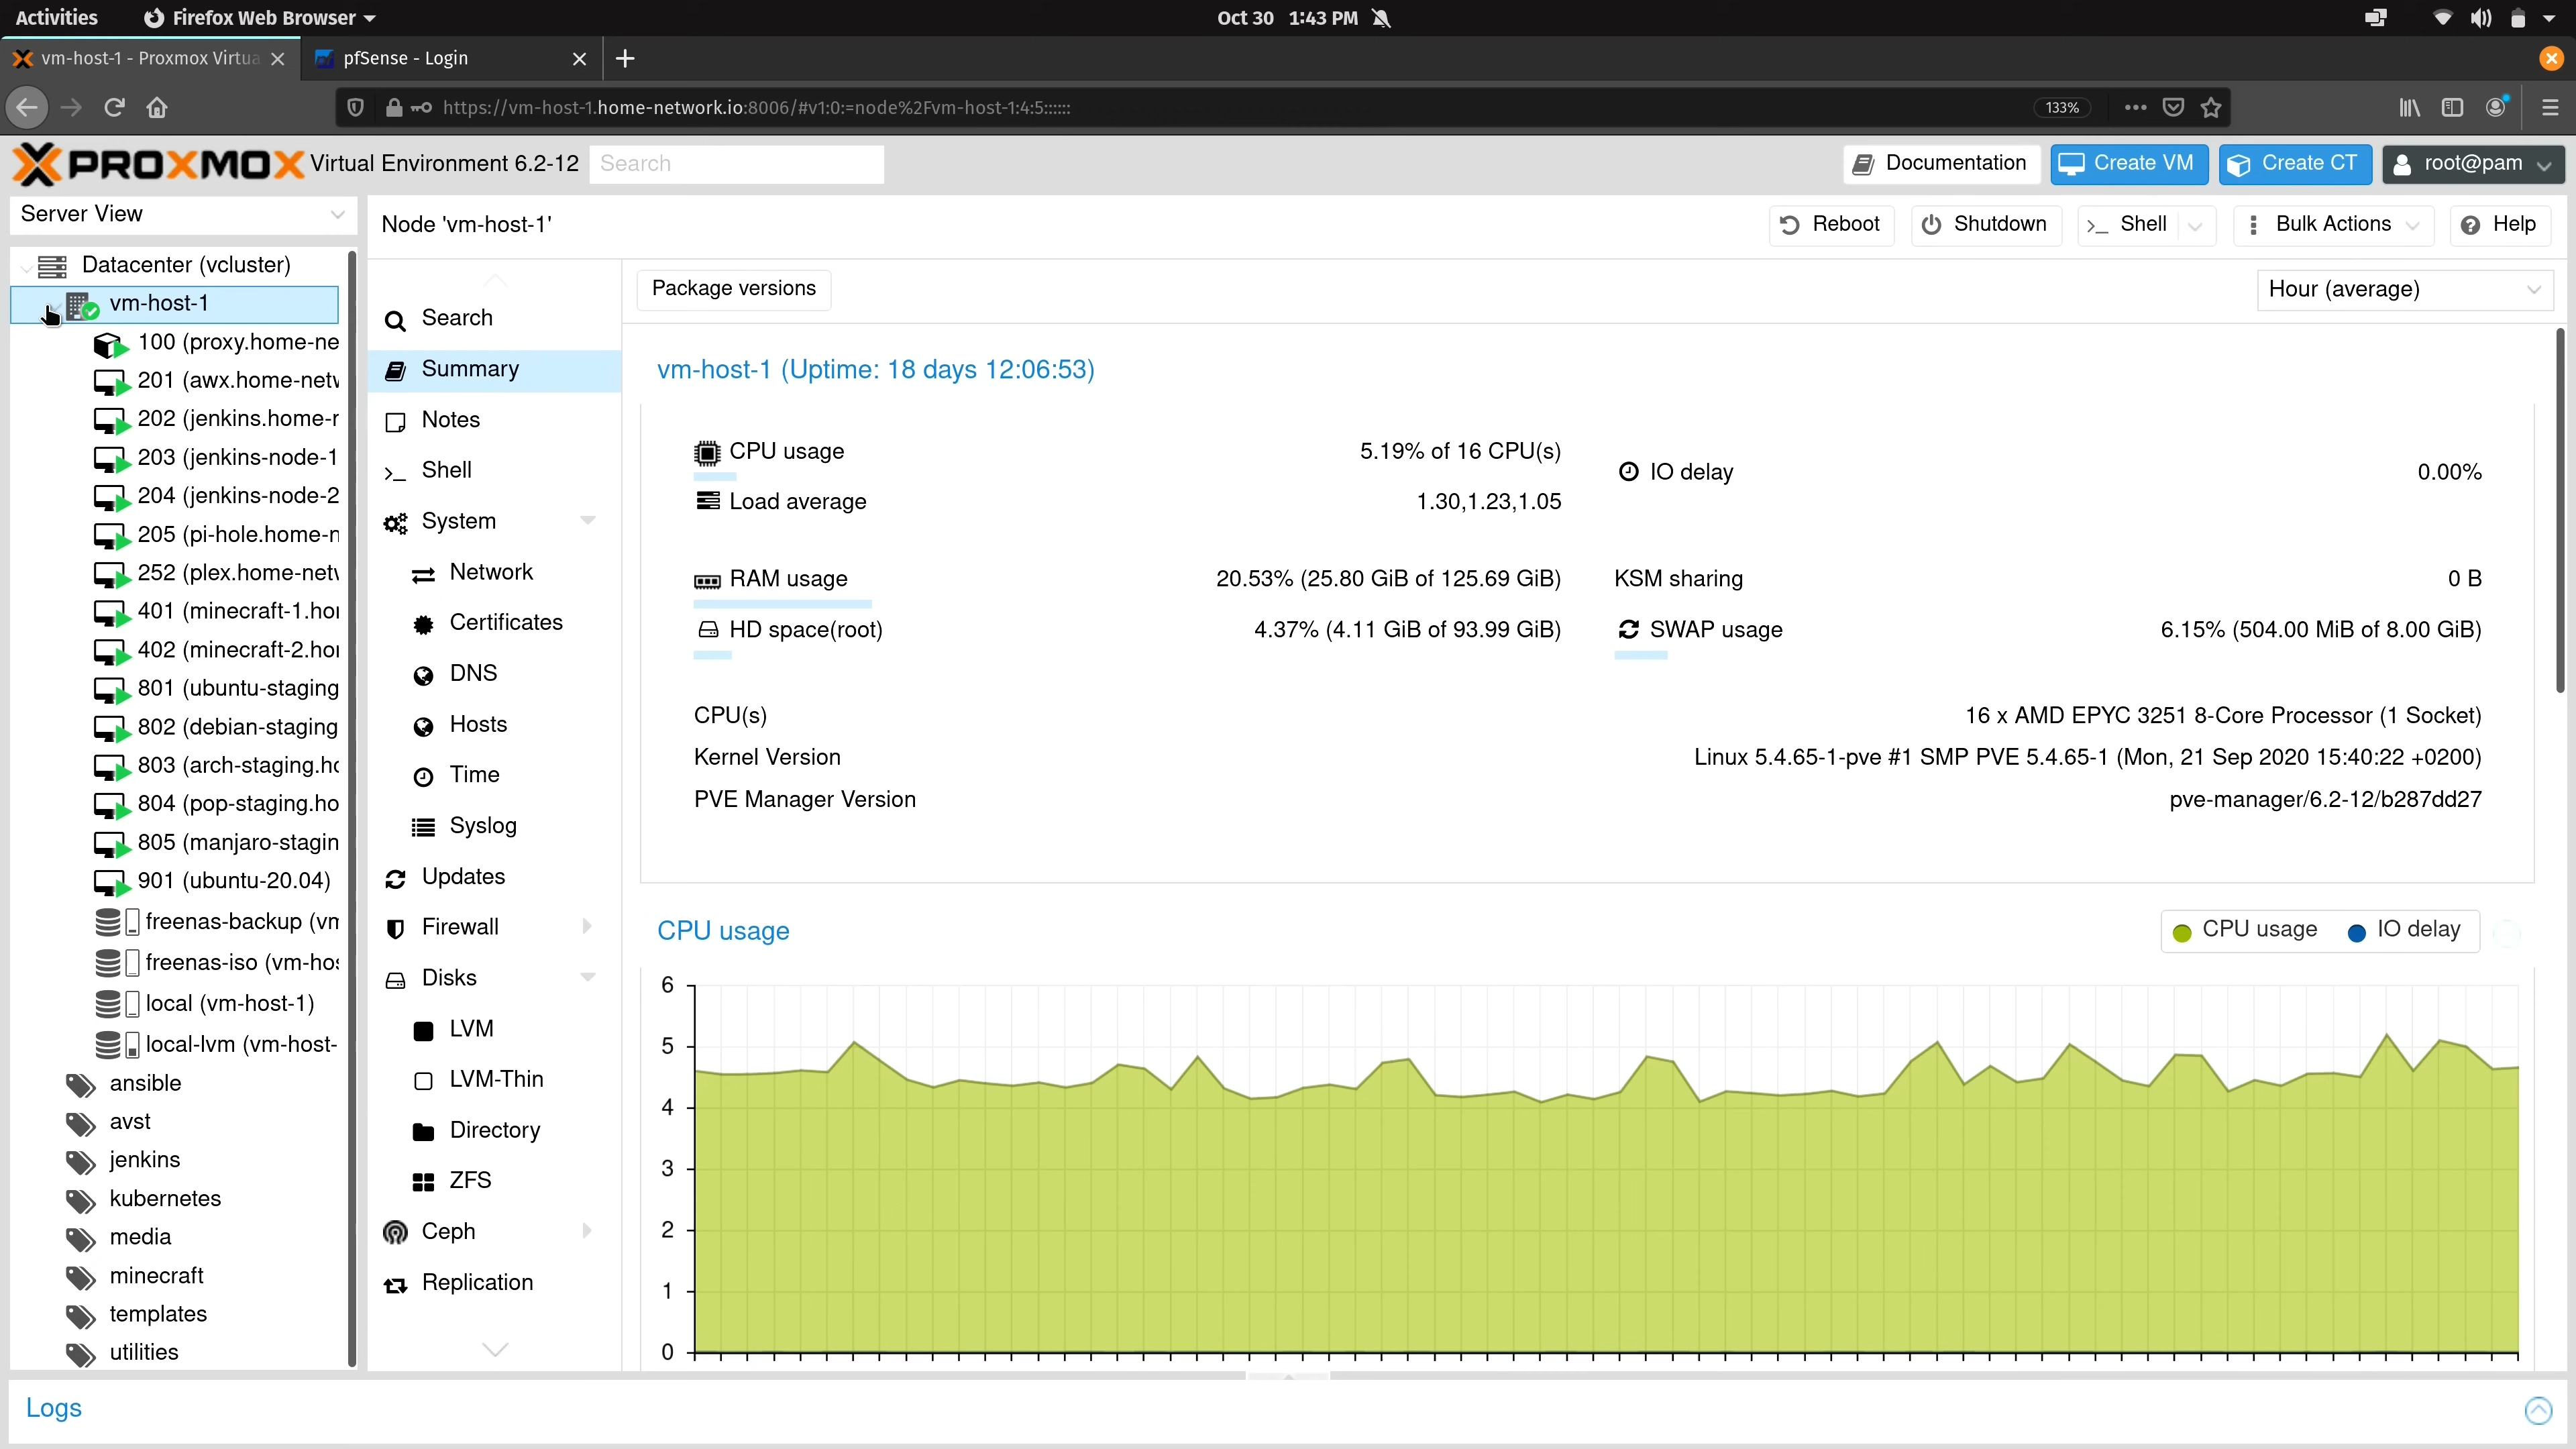 Activities Firefox Web Browser Oct 30 1:43 PM
vm-host-1 - Proxmox Virtua pfSense - Login
https://vm-host-1.home-network.io:8006/#v1:0:=node%2Fvm-host-1:4:5:::::: 133%
PROXMOX Virtual Environment 6.2-12 Search Documentation Create VM Create CT root@pam
Server View
Node 'vm-host-1' Reboot Shutdown Shell Bulk Actions Help
Datacenter (vcluster)
vm-host-1
100 (proxy.home-ne
201 (awx.home-netw
202 (jenkins.home-r
203 (jenkins-node-1
204 (jenkins-node-2
205 (pi-hole.home-n
252 (plex.home-netw
401 (minecraft-1.hor
402 (minecraft-2.hor
801 (ubuntu-staging
802 (debian-staging
803 (arch-staging.ho
804 (pop-staging.ho
805 (manjaro-stagin
901 (ubuntu-20.04)
freenas-backup (vm
freenas-iso (vm-hos
local (vm-host-1)
local-lvm (vm-host-
ansible
avst
jenkins
kubernetes
media
minecraft
templates
utilities
Search
Summary
Notes
Shell
System
Network
Certificates
DNS
Hosts
Time
Syslog
Updates
Firewall
Disks
LVM
LVM-Thin
Directory
ZFS
Ceph
Replication
Package versions Hour (average)
vm-host-1 (Uptime: 18 days 12:06:53)
CPU usage 5.19% of 16 CPU(s)
IO delay 0.00%
Load average 1.30,1.23,1.05
RAM usage 20.53% (25.80 GiB of 125.69 GiB) KSM sharing 0 B
HD space(root) 4.37% (4.11 GiB of 93.99 GiB) SWAP usage 6.15% (504.00 MiB of 8.00 GiB)
CPU(s) 16 x AMD EPYC 3251 8-Core Processor (1 Socket)
Kernel Version Linux 5.4.65-1-pve #1 SMP PVE 5.4.65-1 (Mon, 21 Sep 2020 15:40:22 +0200)
PVE Manager Version pve-manager/6.2-12/b287dd27
CPU usage CPU usage IO delay
6
5
4
3
2
1
0
Logs